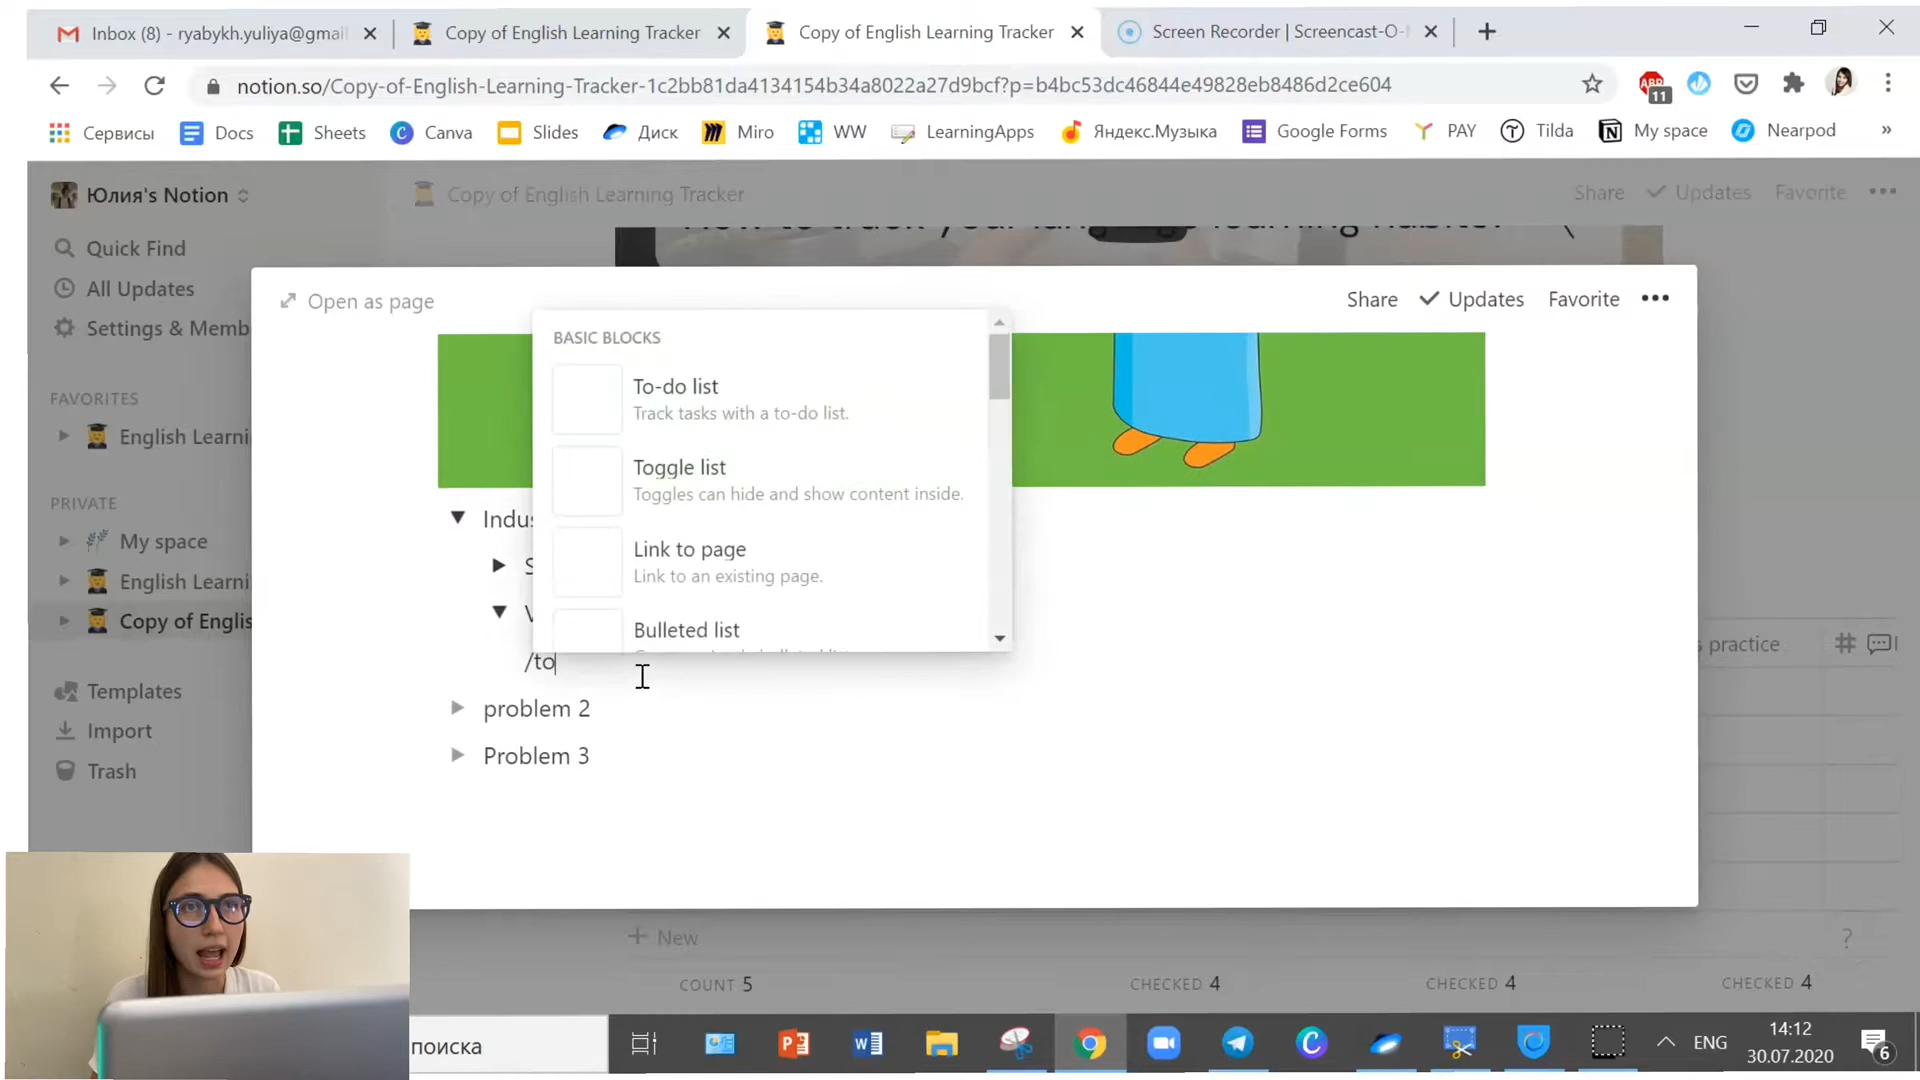 Inbox (8) - ryabykh.yuliya@gmai
Copy of English Learning Tracker
Copy of English Learning Tracker
Screen Recorder | Screencast-O-
notion.so/Copy-of-English-Learning-Tracker-1c2bb81da4134154b34a8022a27d9bcf?p=b4bc53dc46844e49828eb8486d2ce604
ABP
11
Сервисы
Docs
Sheets
Canva
Slides
Диск
Miro
WW
LearningApps
Яндекс.Музыка
Google Forms
PAY
Tilda
My space
Nearpod
»
Юлия's Notion
Copy of English Learning Tracker
Share
Updates
Favorite
Quick Find
All Updates
Settings & Memb
FAVORITES
English Learni
PRIVATE
My space
English Learni
Copy of Englis
Templates
Import
Trash
Open as page
Share
Updates
Favorite
BASIC BLOCKS
To-do list
Track tasks with a to-do list.
Toggle list
Toggles can hide and show content inside.
Link to page
Link to an existing page.
Bulleted list
Indus
/to
problem 2
Problem 3
s practice
#
+ New
?
COUNT 5
CHECKED 4
CHECKED 4
CHECKED 4
поиска
ENG
14:12
30.07.2020
6